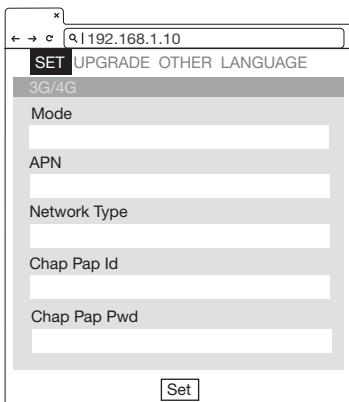 192.168.1.10
SET UPGRADE OTHER LANGUAGE
3G/4G
Mode
APN
Network Type
Chap Pap Id
Chap Pap Pwd
Set